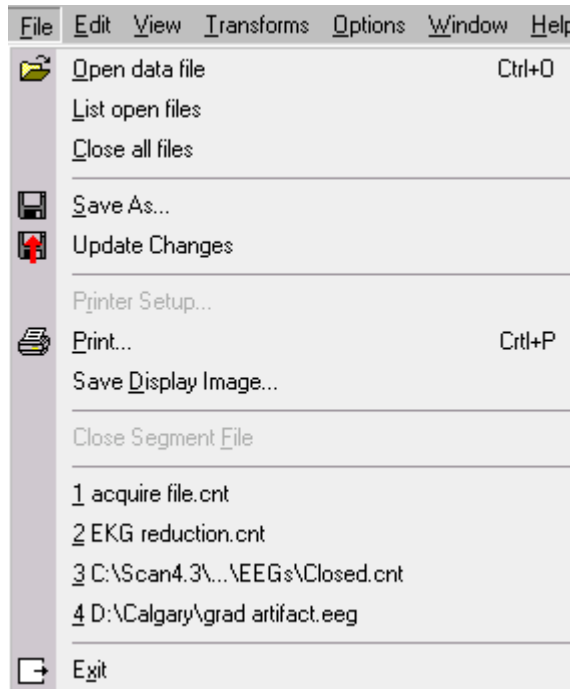 File Edit View Transforms Options Window Help
Open data file Ctrl+O
List open files
Close all files
Save As...
Update Changes
Printer Setup...
Print... Crtl+P
Save Display Image...
Close Segment File
1 acquire file.cnt
2 EKG reduction.cnt
3 C:\Scan4.3\...\EEGs\Closed.cnt
4 D:\Calgary\grad artifact.eeg
Exit